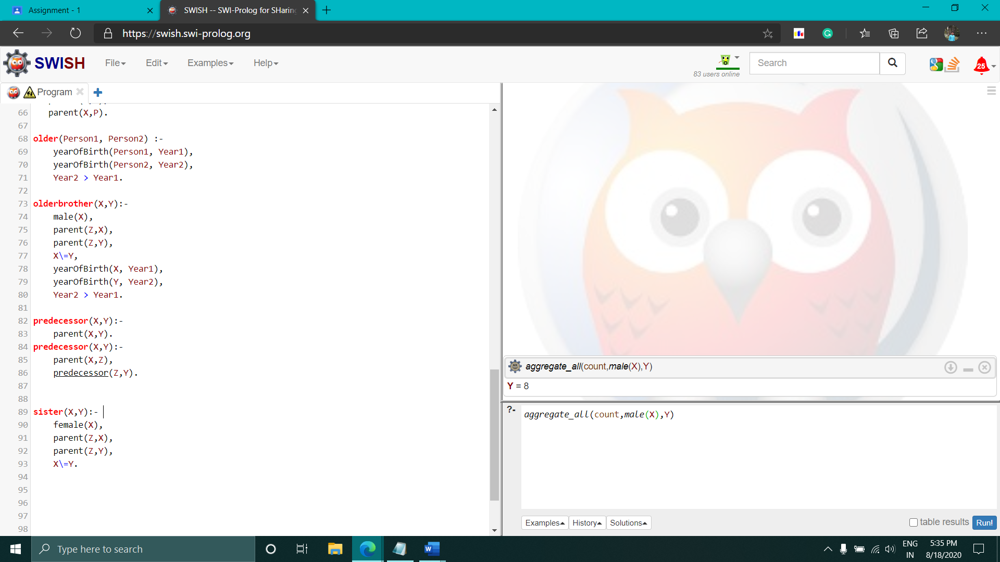 Assignment - 1
SWISH -- SWI-Prolog for SHaring
https://swish.swi-prolog.org
SWISH
File
Edit
Examples
Help
83 users online
Search
25
Program
66 parent(X,P).
67
68 older(Person1, Person2) :-
69 yearOfBirth(Person1, Year1),
70 yearOfBirth(Person2, Year2),
71 Year2 > Year1.
72
73 olderbrother(X,Y):-
74 male(X),
75 parent(Z,X),
76 parent(Z,Y),
77 X\=Y,
78 yearOfBirth(X, Year1),
79 yearOfBirth(Y, Year2),
80 Year2 > Year1.
81
82 predecessor(X,Y):-
83 parent(X,Y).
84 predecessor(X,Y):-
85 parent(X,Z),
86 predecessor(Z,Y).
87
88
89 sister(X,Y):-
90 female(X),
91 parent(Z,X),
92 parent(Z,Y),
93 X\=Y.
94
95
96
97
98
aggregate_all(count,male(X),Y)
Y = 8
?- aggregate_all(count,male(X),Y)
Examples
History
Solutions
table results
Run!
Type here to search
ENG
IN
5:35 PM
8/18/2020